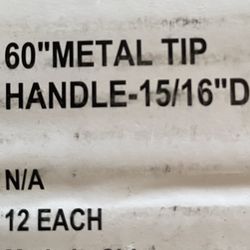 60"METAL TIP
HANDLE-15/16"D
N/A
12 EACH